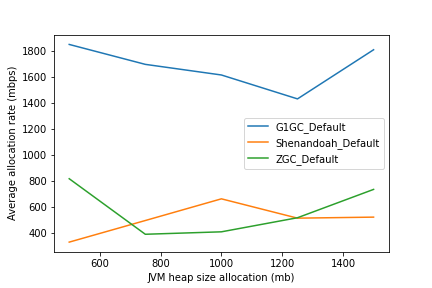 1800
1600
1400
1200
1000
800
600
400
Average allocation rate (mbps)
G1GC_Default
Shenandoah_Default
ZGC_Default
600 800 1000 1200 1400
JVM heap size allocation (mb)